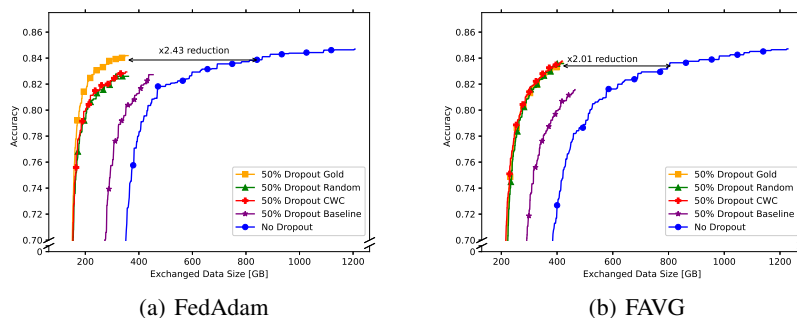 0.86
0.84
0.82
0.80
0.78
0.76
0.74
0.72
0.70
0
Accuracy
x2.43 reduction
50% Dropout Gold
50% Dropout Random
50% Dropout CWC
50% Dropout Baseline
No Dropout
200 400 600 800 1000 1200
Exchanged Data Size [GB]
(a) FedAdam
0.86
0.84
0.82
0.80
0.78
0.76
0.74
0.72
0.70
0
Accuracy
x2.01 reduction
50% Dropout Gold
50% Dropout Random
50% Dropout CWC
50% Dropout Baseline
No Dropout
200 400 600 800 1000 1200
Exchanged Data Size [GB]
(b) FAVG